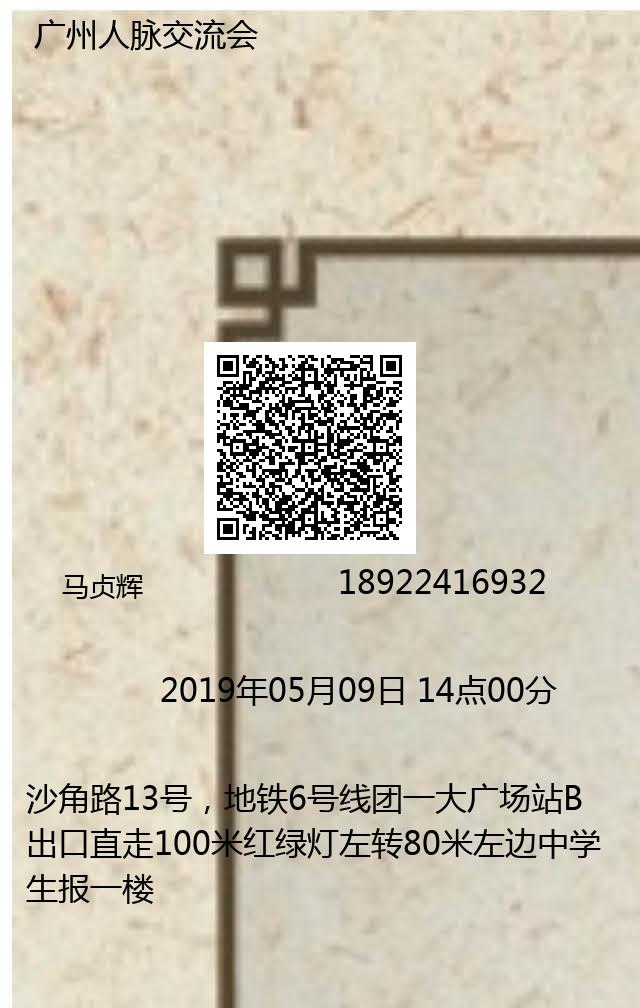 广州人脉交流会
马贞辉
18922416932
2019年05月09日 14点00分
沙角路13号，地铁6号线团一大广场站B
出口直走100米红绿灯左转80米左边中学
生报一楼